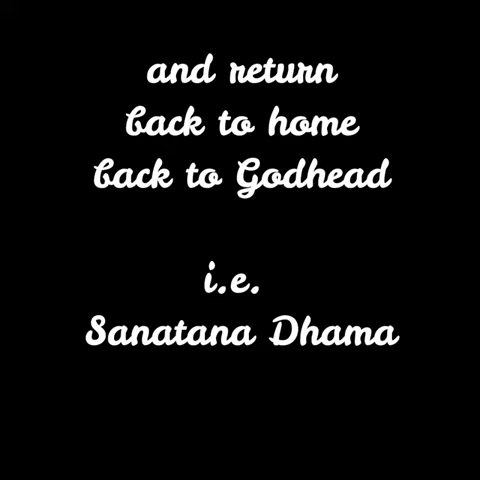 and return
back to home
back to Godhead
i.e.
Sanatana Dhama